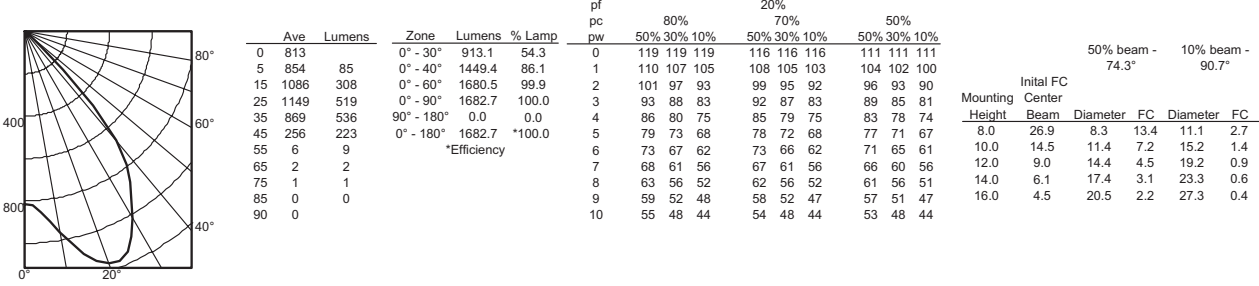 400
800
0° 20°
40°
60°
80°
Ave Lumens
0 813
5 854 85
15 1086 308
25 1149 519
35 869 536
45 256 223
55 6 9
65 2 2
75 1 1
85 0 0
90 0
Zone Lumens % Lamp
0° - 30° 913.1 54.3
0° - 40° 1449.4 86.1
0° - 60° 1680.5 99.9
0° - 90° 1682.7 100.0
90° - 180° 0.0 0.0
0° - 180° 1682.7 *100.0
*Efficiency
pf 20%
pc 80% 70% 50%
pw 50% 30% 10% 50% 30% 10% 50% 30% 10%
0 119 119 119 116 116 116 111 111 111
1 110 107 105 108 105 103 104 102 100
2 101 97 93 99 95 92 96 93 90
3 93 88 83 92 87 83 89 85 81
4 86 80 75 85 79 75 83 78 74
5 79 73 68 78 72 68 77 71 67
6 73 67 62 73 66 62 71 65 61
7 68 61 56 67 61 56 66 60 56
8 63 56 52 62 56 52 61 56 51
9 59 52 48 58 52 47 57 51 47
10 55 48 44 54 48 44 53 48 44
50% beam - 10% beam -
74.3° 90.7°
Inital FC
Mounting Center
Height Beam Diameter FC Diameter FC
8.0 26.9 8.3 13.4 11.1 2.7
10.0 14.5 11.4 7.2 15.2 1.4
12.0 9.0 14.4 4.5 19.2 0.9
14.0 6.1 17.4 3.1 23.3 0.6
16.0 4.5 20.5 2.2 27.3 0.4